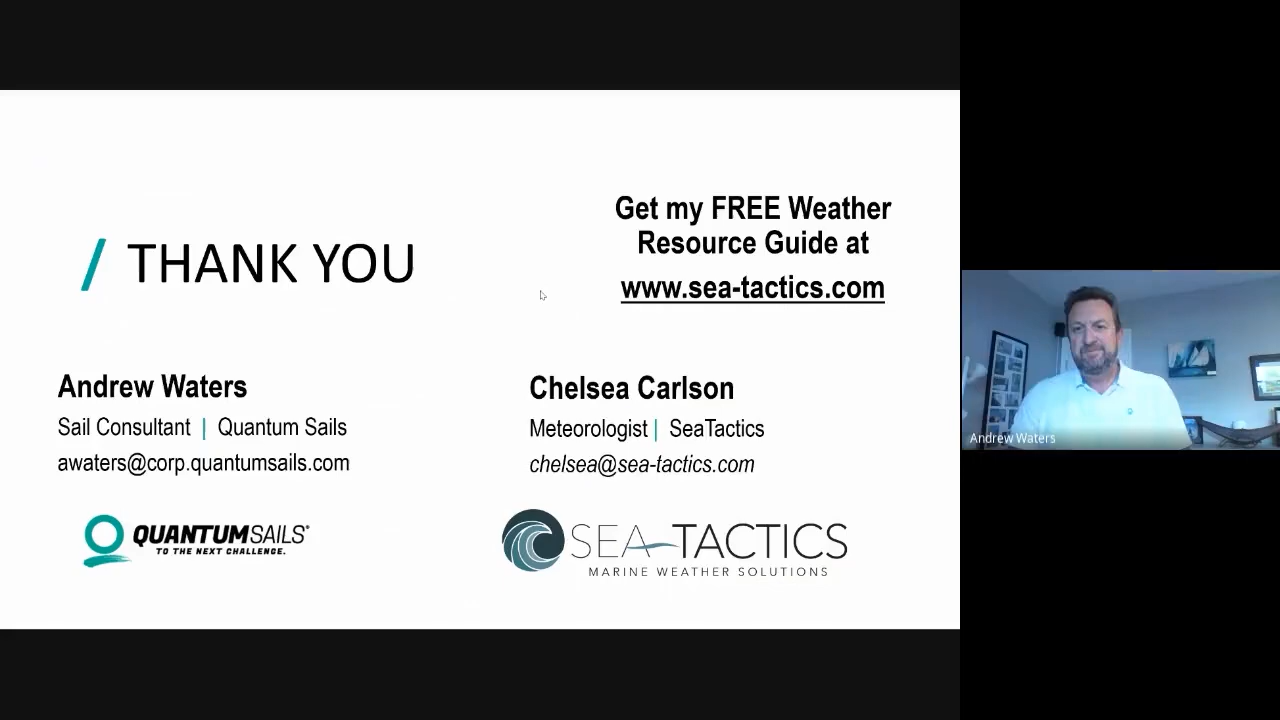 / THANK YOU
Get my FREE Weather
Resource Guide at
www.sea-tactics.com
Andrew Waters
Sail Consultant | Quantum Sails
awaters@corp.quantumsails.com
QUANTUMSAILS®
TO THE NEXT CHALLENGE.
Chelsea Carlson
Meteorologist | SeaTactics
chelsea@sea-tactics.com
SEA-TACTICS
MARINE WEATHER SOLUTIONS
Andrew Waters